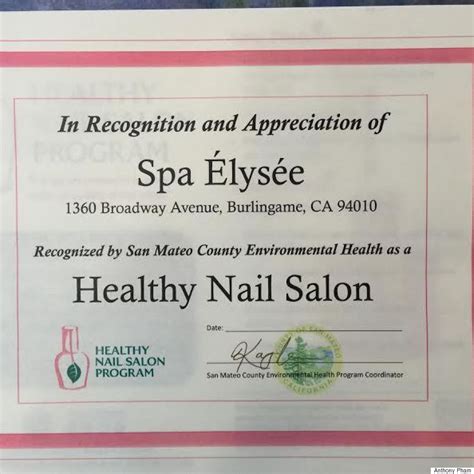 In Recognition and Appreciation of
Spa Élysée
1360 Broadway Avenue, Burlingame, CA 94010
Recognized by San Mateo County Environmental Health as a
Healthy Nail Salon
Date:
HEALTHY
NAIL SALON
PROGRAM
San Mateo County Environmental Health Program Coordinator
Anthony Pham